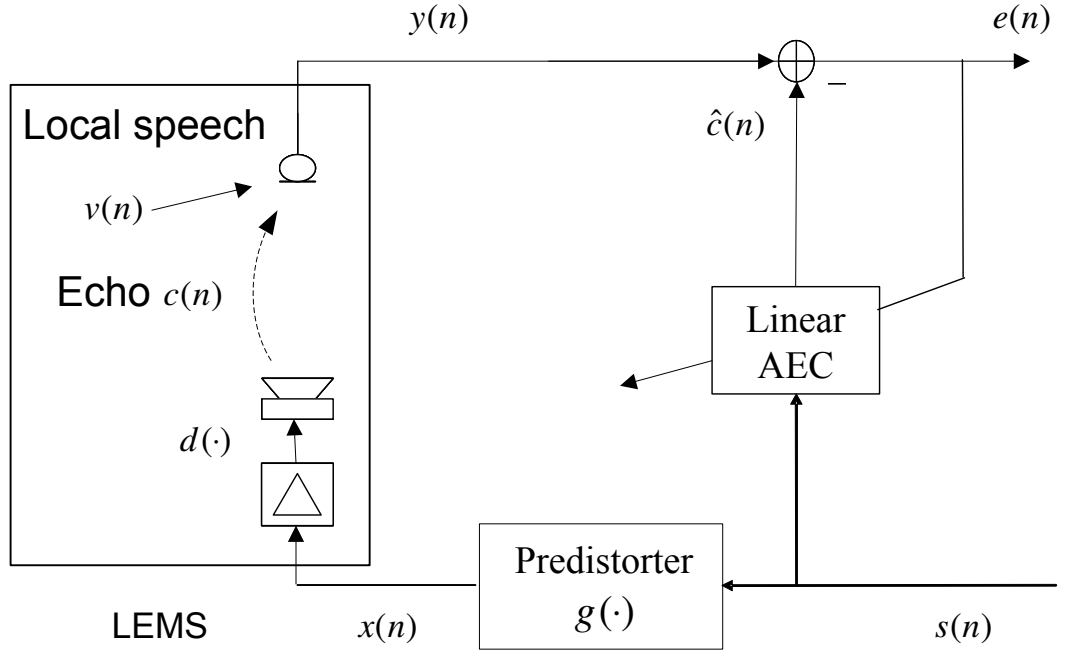 y(n)
e(n)
Local speech
ĉ(n)
−
v(n)
Echo c(n)
Linear
AEC
d(·)
Predistorter
g(·)
LEMS
x(n)
s(n)